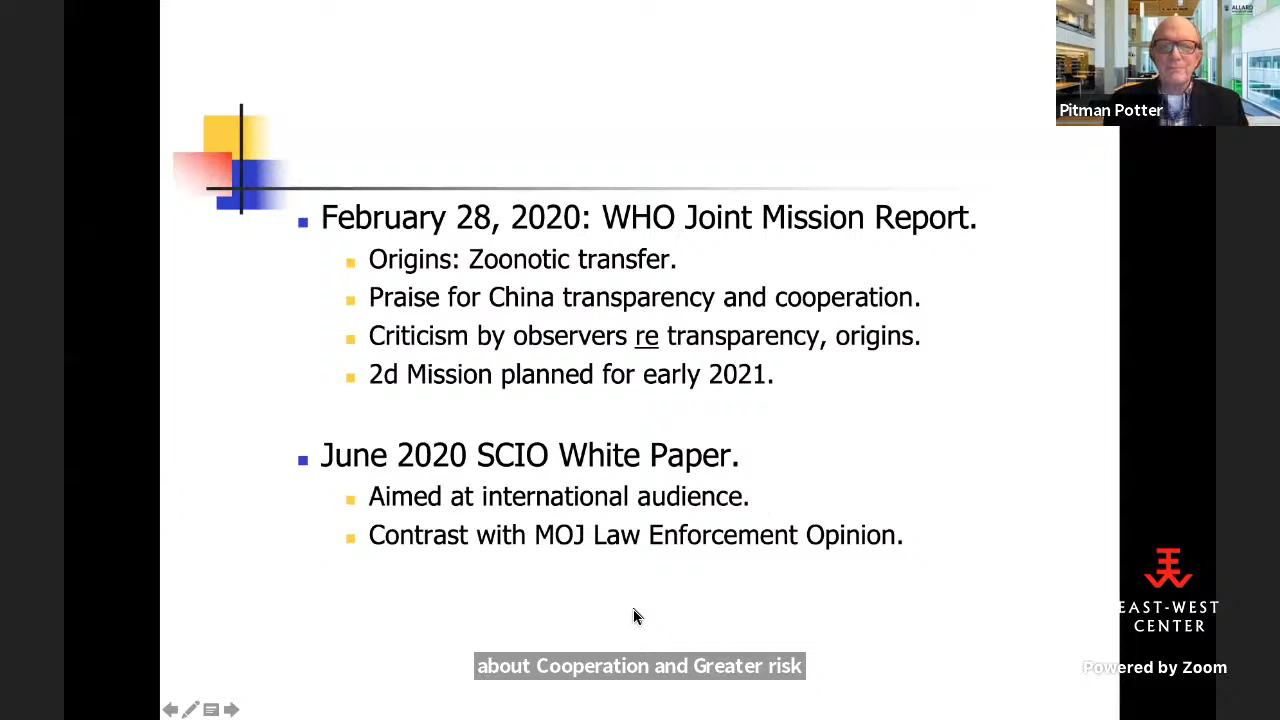 ALLARD
Pitman Potter
February 28, 2020: WHO Joint Mission Report.
Origins: Zoonotic transfer.
Praise for China transparency and cooperation.
Criticism by observers re transparency, origins.
2d Mission planned for early 2021.
June 2020 SCIO White Paper.
Aimed at international audience.
Contrast with MOJ Law Enforcement Opinion.
EAST-WEST
CENTER
about Cooperation and Greater risk
Powered by Zoom